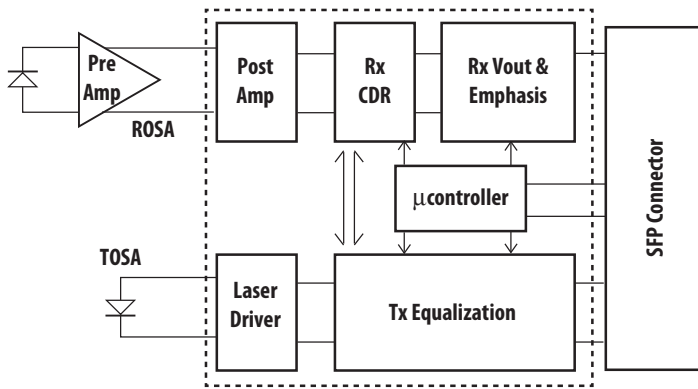 Pre
Amp
ROSA
Post
Amp
Rx
CDR
Rx Vout &
Emphasis
μcontroller
SFP Connector
TOSA
Laser
Driver
Tx Equalization